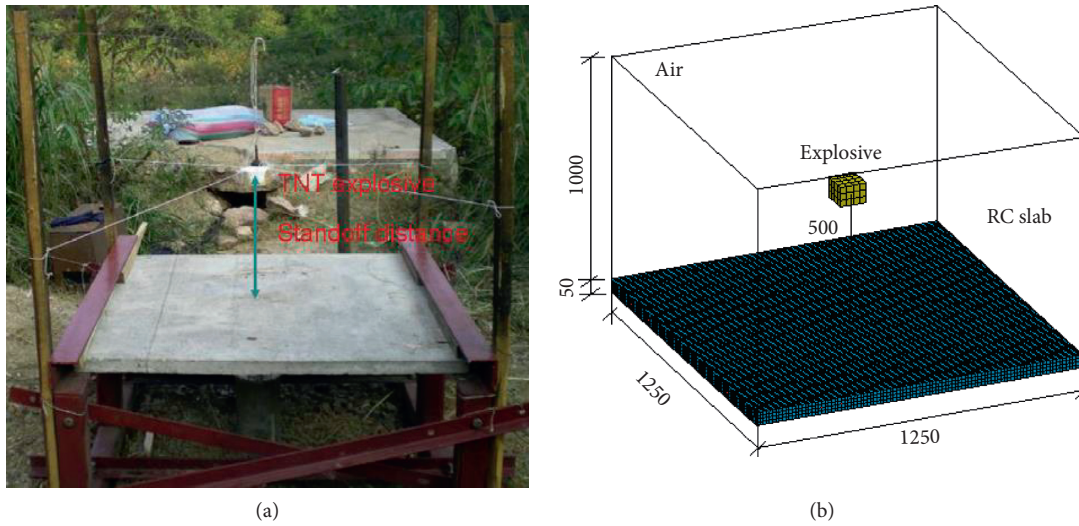 TNT explosive
Standoff distance
Air
Explosive
1000
500
RC slab
50
1250
1250
(a)
(b)